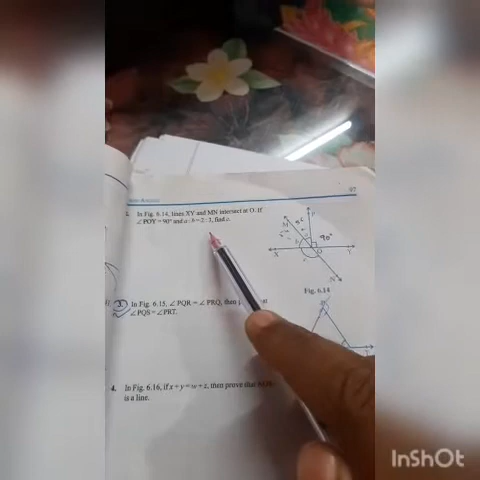 97
2. In Fig. 6.14, lines XY and MN intersect at O. If
∠POY = 90° and a : b = 2 : 3, find c.
P
M
90°
X
Y
N
Fig. 6.14
3. In Fig. 6.15, ∠ PQR = ∠ PRQ, then
∠ PQS = ∠ PRT.
4. In Fig. 6.16, if x + y = w + z, then prove that
is a line.
InShOt